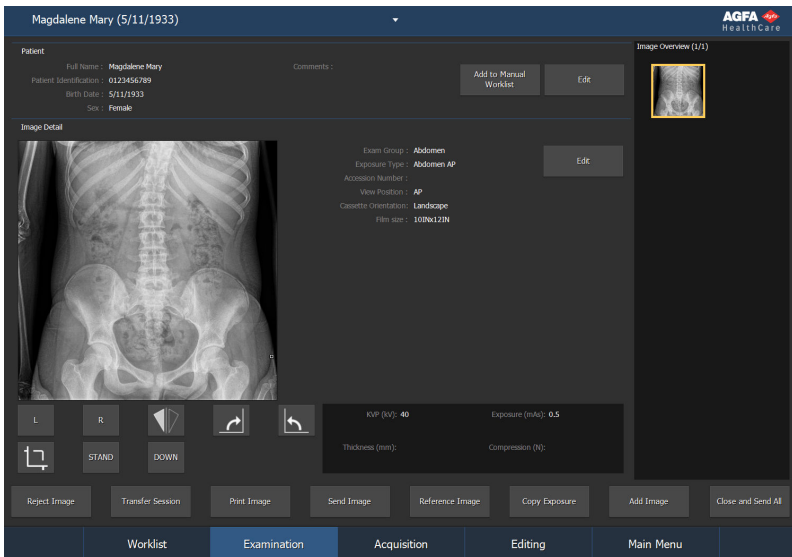 Magdalene Mary (5/11/1933)
AGFA Agfa
HealthCare
Patient
Full Name : Magdalene Mary
Patient Identification : 0123456789
Birth Date : 5/11/1933
Sex : Female
Comments :
Add to Manual
Worklist
Edit
Image Overview (1/1)
Image Detail
Exam Group : Abdomen
Exposure Type : Abdomen AP
Accession Number :
View Position : AP
Cassette Orientation: Landscape
Film size : 10INx12IN
Edit
L
R
STAND
DOWN
KVP (kV): 40
Exposure (mAs): 0.5
Thickness (mm):
Compression (N):
Reject Image
Transfer Session
Print Image
Send Image
Reference Image
Copy Exposure
Add Image
Close and Send All
Worklist
Examination
Acquisition
Editing
Main Menu